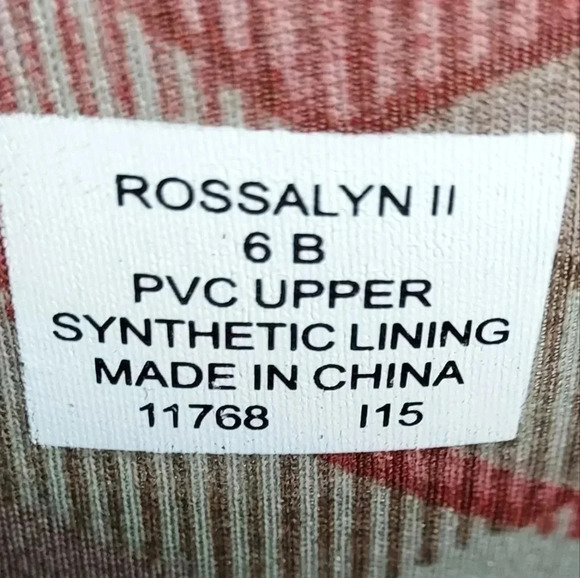 ROSSALYN II
6 B
PVC UPPER
SYNTHETIC LINING
MADE IN CHINA
11768 I15